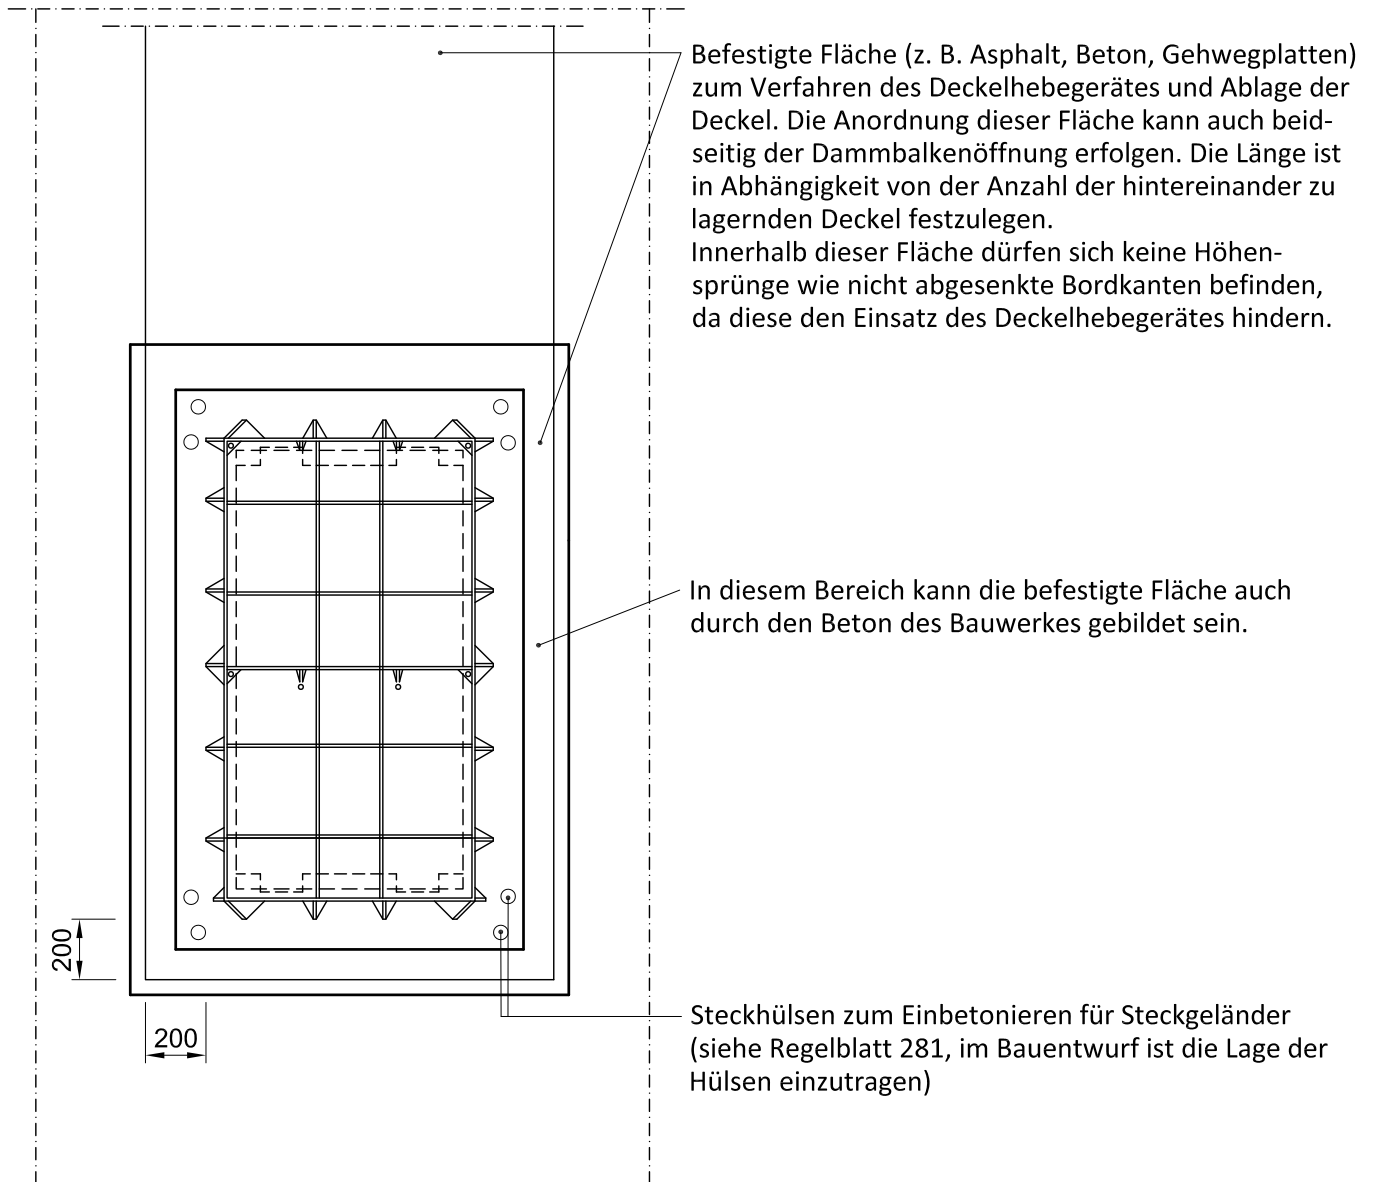 Befestigte Fläche (z. B. Asphalt, Beton, Gehwegplatten)
zum Verfahren des Deckelhebegerätes und Ablage der
Deckel. Die Anordnung dieser Fläche kann auch beid-
seitig der Dammbalkenöffnung erfolgen. Die Länge ist
in Abhängigkeit von der Anzahl der hintereinander zu
lagernden Deckel festzulegen.
Innerhalb dieser Fläche dürfen sich keine Höhen-
sprünge wie nicht abgesenkte Bordkanten befinden,
da diese den Einsatz des Deckelhebegerätes hindern.
In diesem Bereich kann die befestigte Fläche auch
durch den Beton des Bauwerkes gebildet sein.
200
200
Steckhülsen zum Einbetonieren für Steckgeländer
(siehe Regelblatt 281, im Bauentwurf ist die Lage der
Hülsen einzutragen)